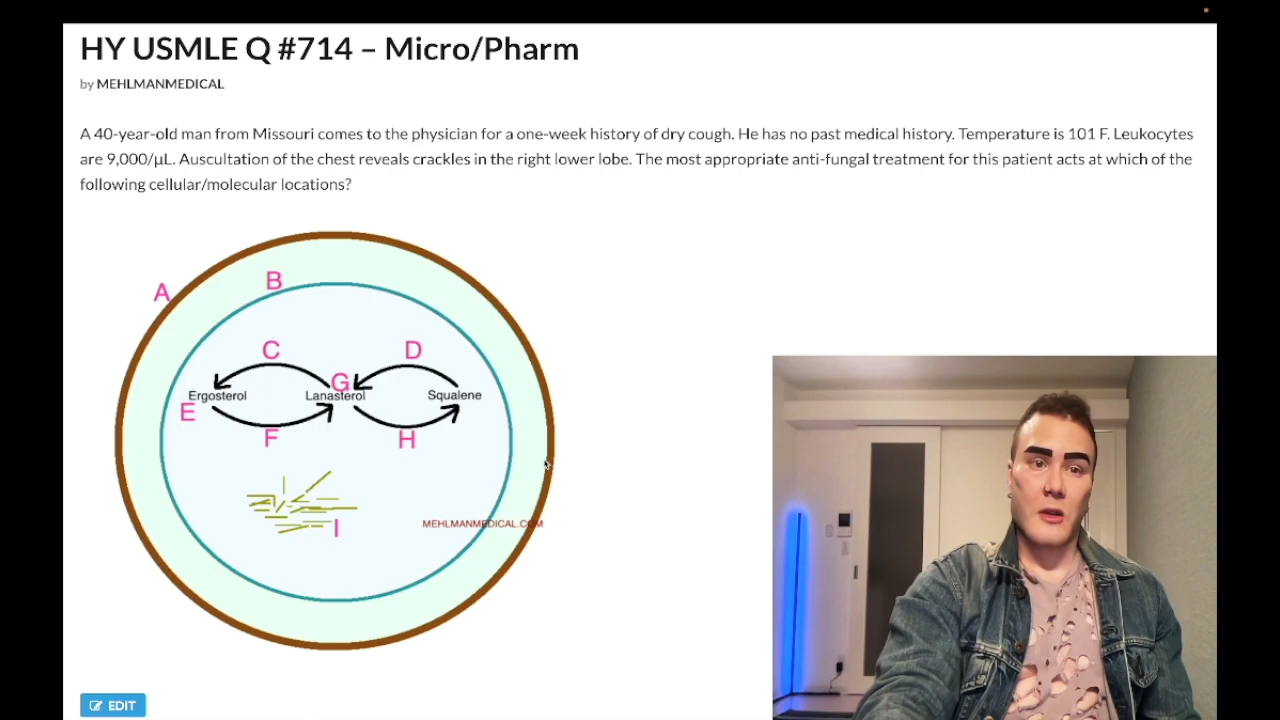 HY USMLE Q #714 – Micro/Pharm
by MEHLMANMEDICAL
A 40-year-old man from Missouri comes to the physician for a one-week history of dry cough. He has no past medical history. Temperature is 101 F. Leukocytes
are 9,000/μL. Auscultation of the chest reveals crackles in the right lower lobe. The most appropriate anti-fungal treatment for this patient acts at which of the
following cellular/molecular locations?
B
A
C D
G
Ergosterol Lanasterol Squalene
E
F H
I
MEHLMANMEDICAL.COM
EDIT